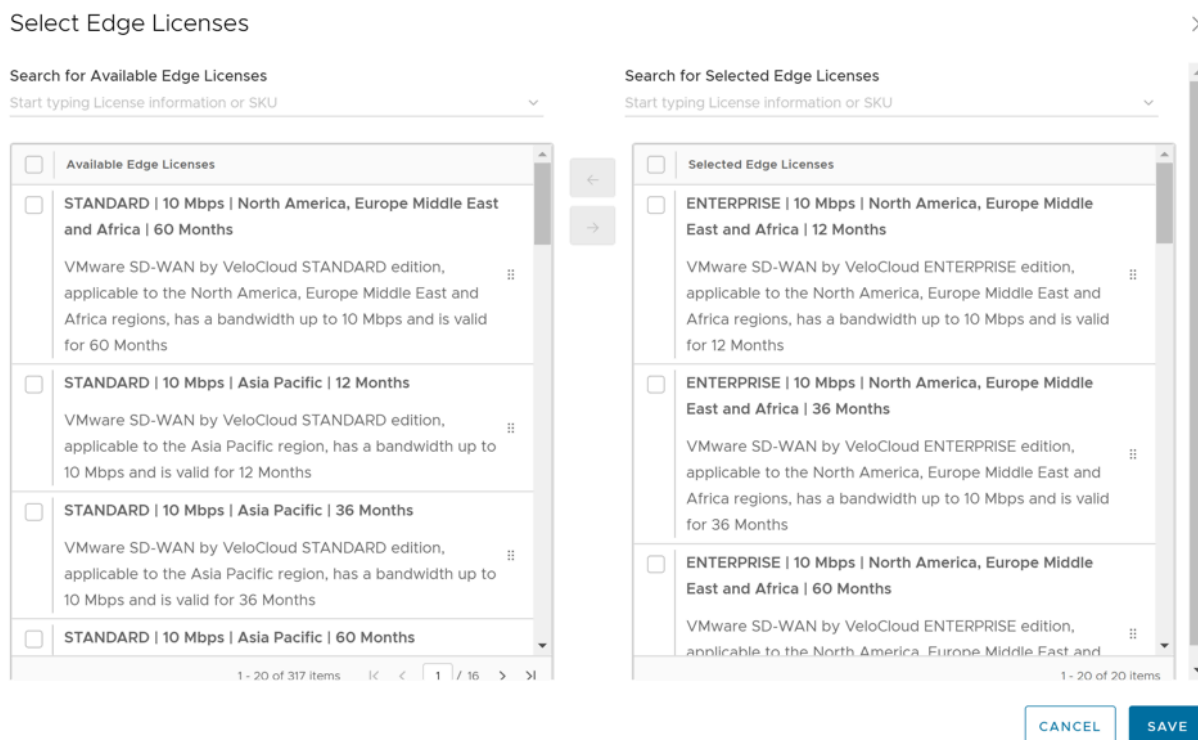 Select Edge Licenses
Search for Available Edge Licenses
Start typing License information or SKU
Available Edge Licenses
STANDARD | 10 Mbps | North America, Europe Middle East
and Africa | 60 Months
VMware SD-WAN by VeloCloud STANDARD edition,
applicable to the North America, Europe Middle East and
Africa regions, has a bandwidth up to 10 Mbps and is valid
for 60 Months
STANDARD | 10 Mbps | Asia Pacific | 12 Months
VMware SD-WAN by VeloCloud STANDARD edition,
applicable to the Asia Pacific region, has a bandwidth up to
10 Mbps and is valid for 12 Months
STANDARD | 10 Mbps | Asia Pacific | 36 Months
VMware SD-WAN by VeloCloud STANDARD edition,
applicable to the Asia Pacific region, has a bandwidth up to
10 Mbps and is valid for 36 Months
STANDARD | 10 Mbps | Asia Pacific | 60 Months
1 - 20 of 317 items 1 / 16
Search for Selected Edge Licenses
Start typing License information or SKU
Selected Edge Licenses
ENTERPRISE | 10 Mbps | North America, Europe Middle
East and Africa | 12 Months
VMware SD-WAN by VeloCloud ENTERPRISE edition,
applicable to the North America, Europe Middle East and
Africa regions, has a bandwidth up to 10 Mbps and is valid
for 12 Months
ENTERPRISE | 10 Mbps | North America, Europe Middle
East and Africa | 36 Months
VMware SD-WAN by VeloCloud ENTERPRISE edition,
applicable to the North America, Europe Middle East and
Africa regions, has a bandwidth up to 10 Mbps and is valid
for 36 Months
ENTERPRISE | 10 Mbps | North America, Europe Middle
East and Africa | 60 Months
VMware SD-WAN by VeloCloud ENTERPRISE edition,
applicable to the North America, Europe Middle East and
1 - 20 of 20 items
CANCEL
SAVE